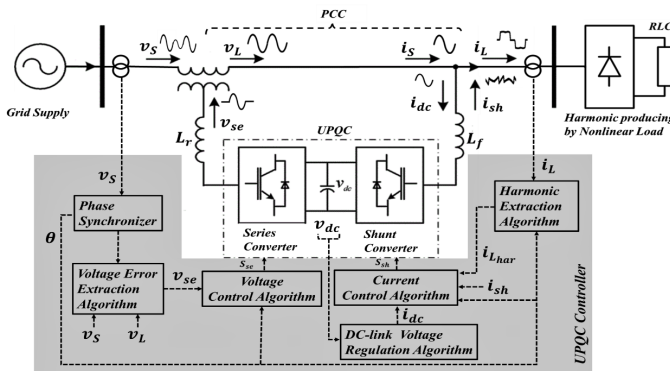 PCC
v_S
v_L
i_S
i_L
RLC
Grid Supply
v_se
i_dc
i_sh
Harmonic producing
by Nonlinear Load
L_r
UPQC
L_f
v_S
v_dc
i_L
Phase
Synchronizer
Series
Converter
v_dc
Shunt
Converter
Harmonic
Extraction
Algorithm
θ
S_se
S_sh
i_Lhar
Voltage Error
Extraction
Algorithm
v_se
Voltage
Control Algorithm
Current
Control Algorithm
i_sh
v_S
v_L
i_dc
DC-link Voltage
Regulation Algorithm
UPQC Controller